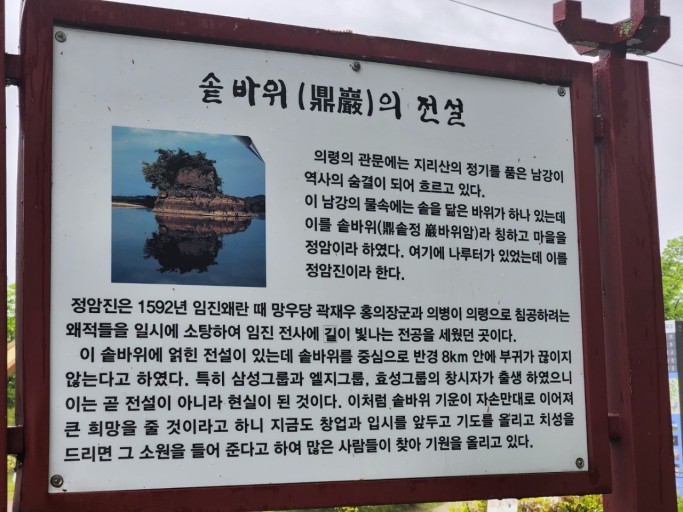 솥바위(鼎巖)의 전설
의령의 관문에는 지리산의 정기를 품은 남강이
역사의 숨결이 되어 흐르고 있다.
이 남강의 물속에는 솥을 닮은 바위가 하나 있는데
이를 솥바위(鼎솥정 巖바위암)라 칭하고 마을을
정암이라 하였다. 여기에 나루터가 있었는데 이를
정암진이라 한다.
정암진은 1592년 임진왜란 때 망우당 곽재우 홍의장군과 의병이 의령으로 침공하려는
왜적들을 일시에 소탕하여 임진 전사에 길이 빛나는 전공을 세웠던 곳이다.
이 솥바위에 얽힌 전설이 있는데 솥바위를 중심으로 반경 8km 안에 부귀가 끊이지
않는다고 하였다. 특히 삼성그룹과 엘지그룹, 효성그룹의 창시자가 출생 하였으니
이는 곧 전설이 아니라 현실이 된 것이다. 이처럼 솥바위 기운이 자손만대로 이어져
큰 희망을 줄 것이라고 하니 지금도 창업과 입시를 앞두고 기도를 올리고 치성을
드리면 그 소원을 들어 준다고 하여 많은 사람들이 찾아 기원을 올리고 있다.